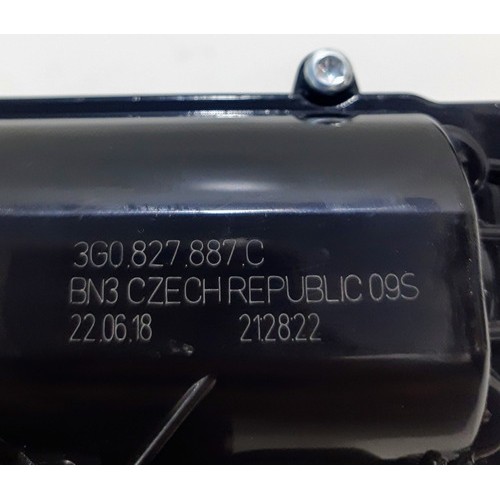 3G0.827.887.C
BN3 CZECH REPUBLIC 09S
22.06.18 21:28:22